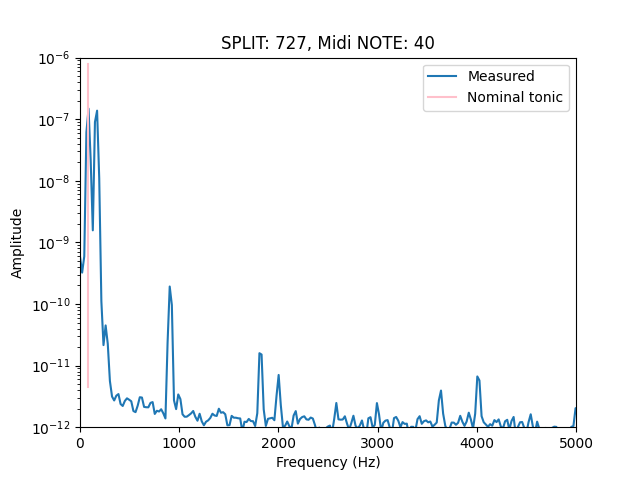 SPLIT: 727, Midi NOTE: 40
Measured
Nominal tonic
10⁻⁶
10⁻⁷
10⁻⁸
10⁻⁹
10⁻¹⁰
10⁻¹¹
10⁻¹²
Amplitude
0 1000 2000 3000 4000 5000
Frequency (Hz)